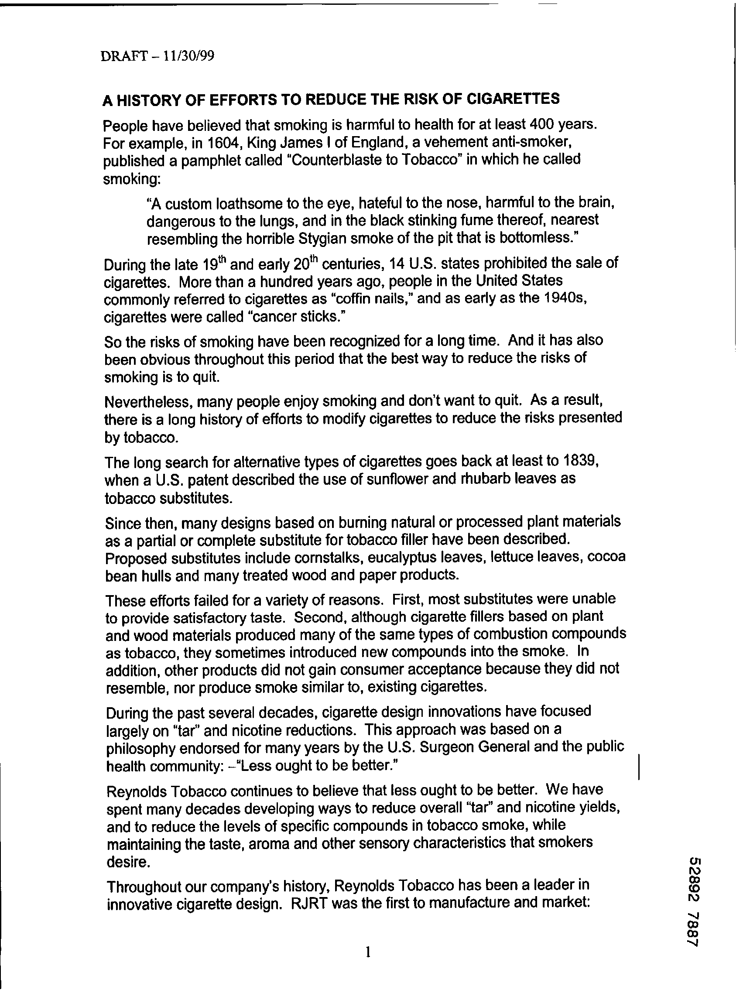 DRAFT – 11/30/99
A HISTORY OF EFFORTS TO REDUCE THE RISK OF CIGARETTES
People have believed that smoking is harmful to health for at least 400 years.
For example, in 1604, King James I of England, a vehement anti-smoker,
published a pamphlet called "Counterblaste to Tobacco" in which he called
smoking:
"A custom loathsome to the eye, hateful to the nose, harmful to the brain,
dangerous to the lungs, and in the black stinking fume thereof, nearest
resembling the horrible Stygian smoke of the pit that is bottomless."
During the late 19th and early 20th centuries, 14 U.S. states prohibited the sale of
cigarettes. More than a hundred years ago, people in the United States
commonly referred to cigarettes as "coffin nails," and as early as the 1940s,
cigarettes were called "cancer sticks."
So the risks of smoking have been recognized for a long time. And it has also
been obvious throughout this period that the best way to reduce the risks of
smoking is to quit.
Nevertheless, many people enjoy smoking and don't want to quit. As a result,
there is a long history of efforts to modify cigarettes to reduce the risks presented
by tobacco.
The long search for alternative types of cigarettes goes back at least to 1839,
when a U.S. patent described the use of sunflower and rhubarb leaves as
tobacco substitutes.
Since then, many designs based on burning natural or processed plant materials
as a partial or complete substitute for tobacco filler have been described.
Proposed substitutes include cornstalks, eucalyptus leaves, lettuce leaves, cocoa
bean hulls and many treated wood and paper products.
These efforts failed for a variety of reasons. First, most substitutes were unable
to provide satisfactory taste. Second, although cigarette fillers based on plant
and wood materials produced many of the same types of combustion compounds
as tobacco, they sometimes introduced new compounds into the smoke. In
addition, other products did not gain consumer acceptance because they did not
resemble, nor produce smoke similar to, existing cigarettes.
During the past several decades, cigarette design innovations have focused
largely on "tar" and nicotine reductions. This approach was based on a
philosophy endorsed for many years by the U.S. Surgeon General and the public
health community: –"Less ought to be better."
Reynolds Tobacco continues to believe that less ought to be better. We have
spent many decades developing ways to reduce overall "tar" and nicotine yields,
and to reduce the levels of specific compounds in tobacco smoke, while
maintaining the taste, aroma and other sensory characteristics that smokers
desire.
Throughout our company's history, Reynolds Tobacco has been a leader in
innovative cigarette design. RJRT was the first to manufacture and market:
1
52892 7887